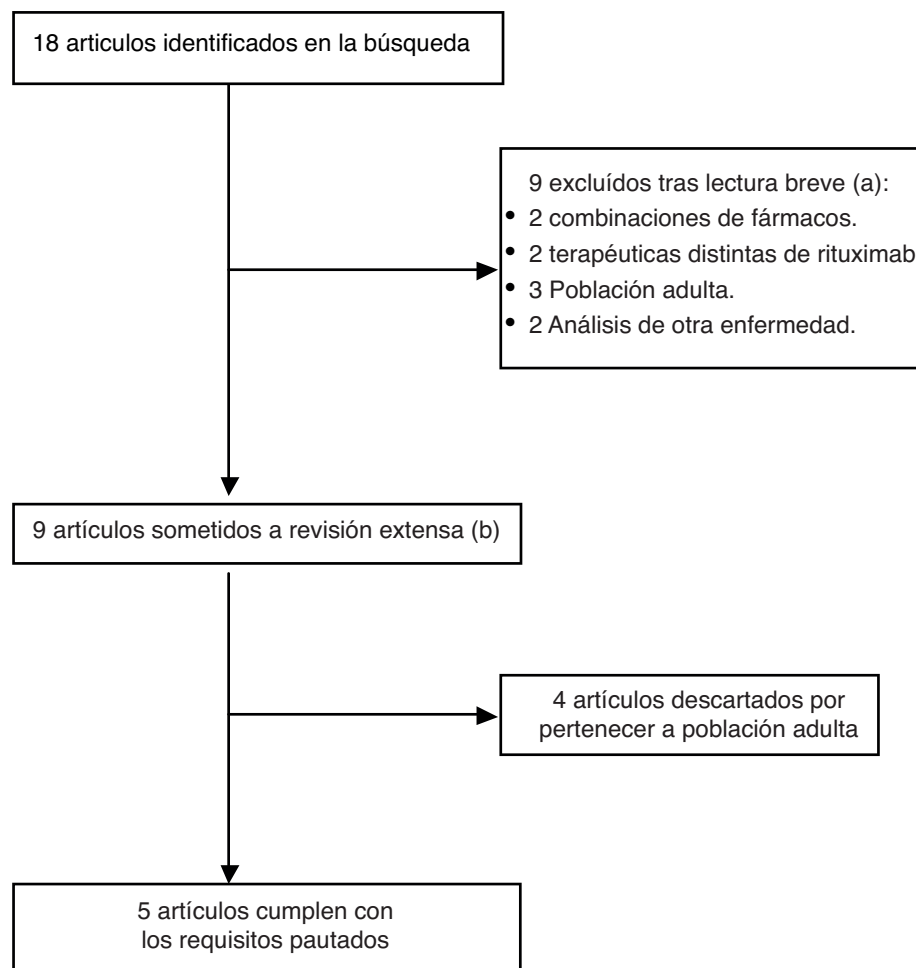 18 articulos identificados en la búsqueda
9 excluídos tras lectura breve (a):
• 2 combinaciones de fármacos.
• 2 terapéuticas distintas de rituximab
• 3 Población adulta.
• 2 Análisis de otra enfermedad.
9 artículos sometidos a revisión extensa (b)
4 artículos descartados por
pertenecer a población adulta
5 artículos cumplen con
los requisitos pautados